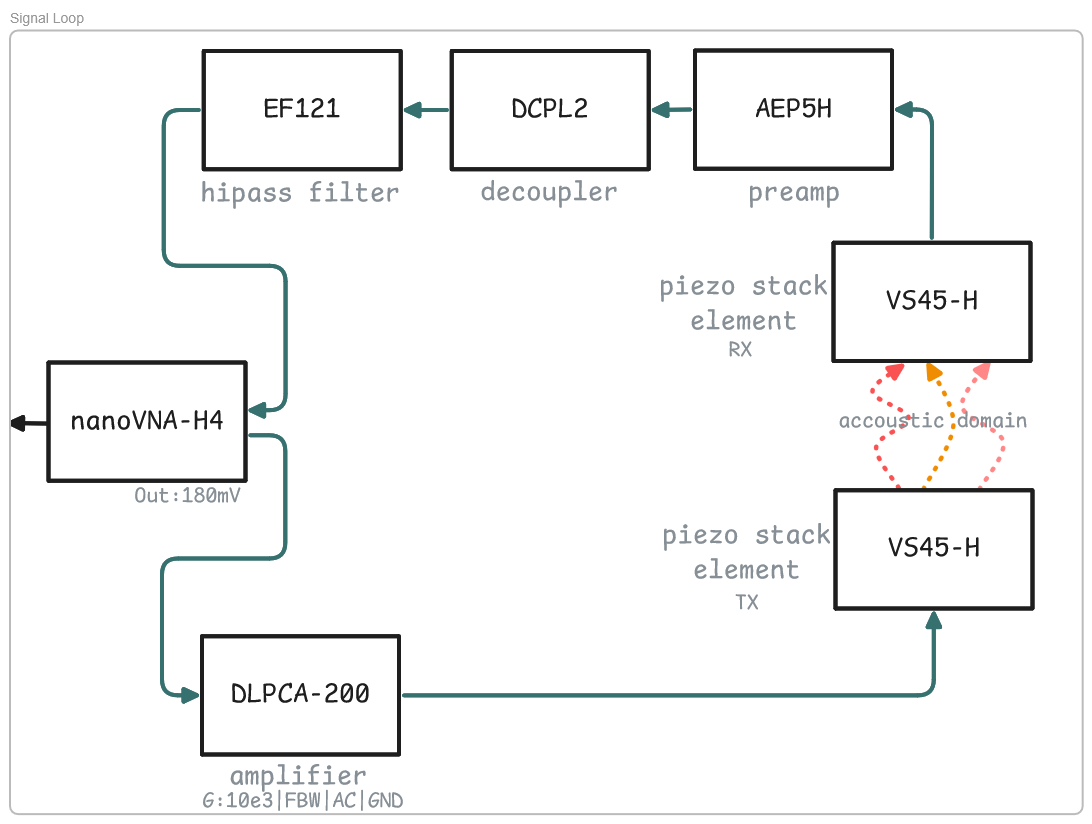 Signal Loop
EF121
DCPL2
AEP5H
hipass filter
decoupler
preamp
piezo stack
element
RX
VS45-H
nanoVNA-H4
Out:180mV
accoustic domain
piezo stack
element
TX
VS45-H
DLPCA-200
amplifier
G:10e3|FBW|AC|GND